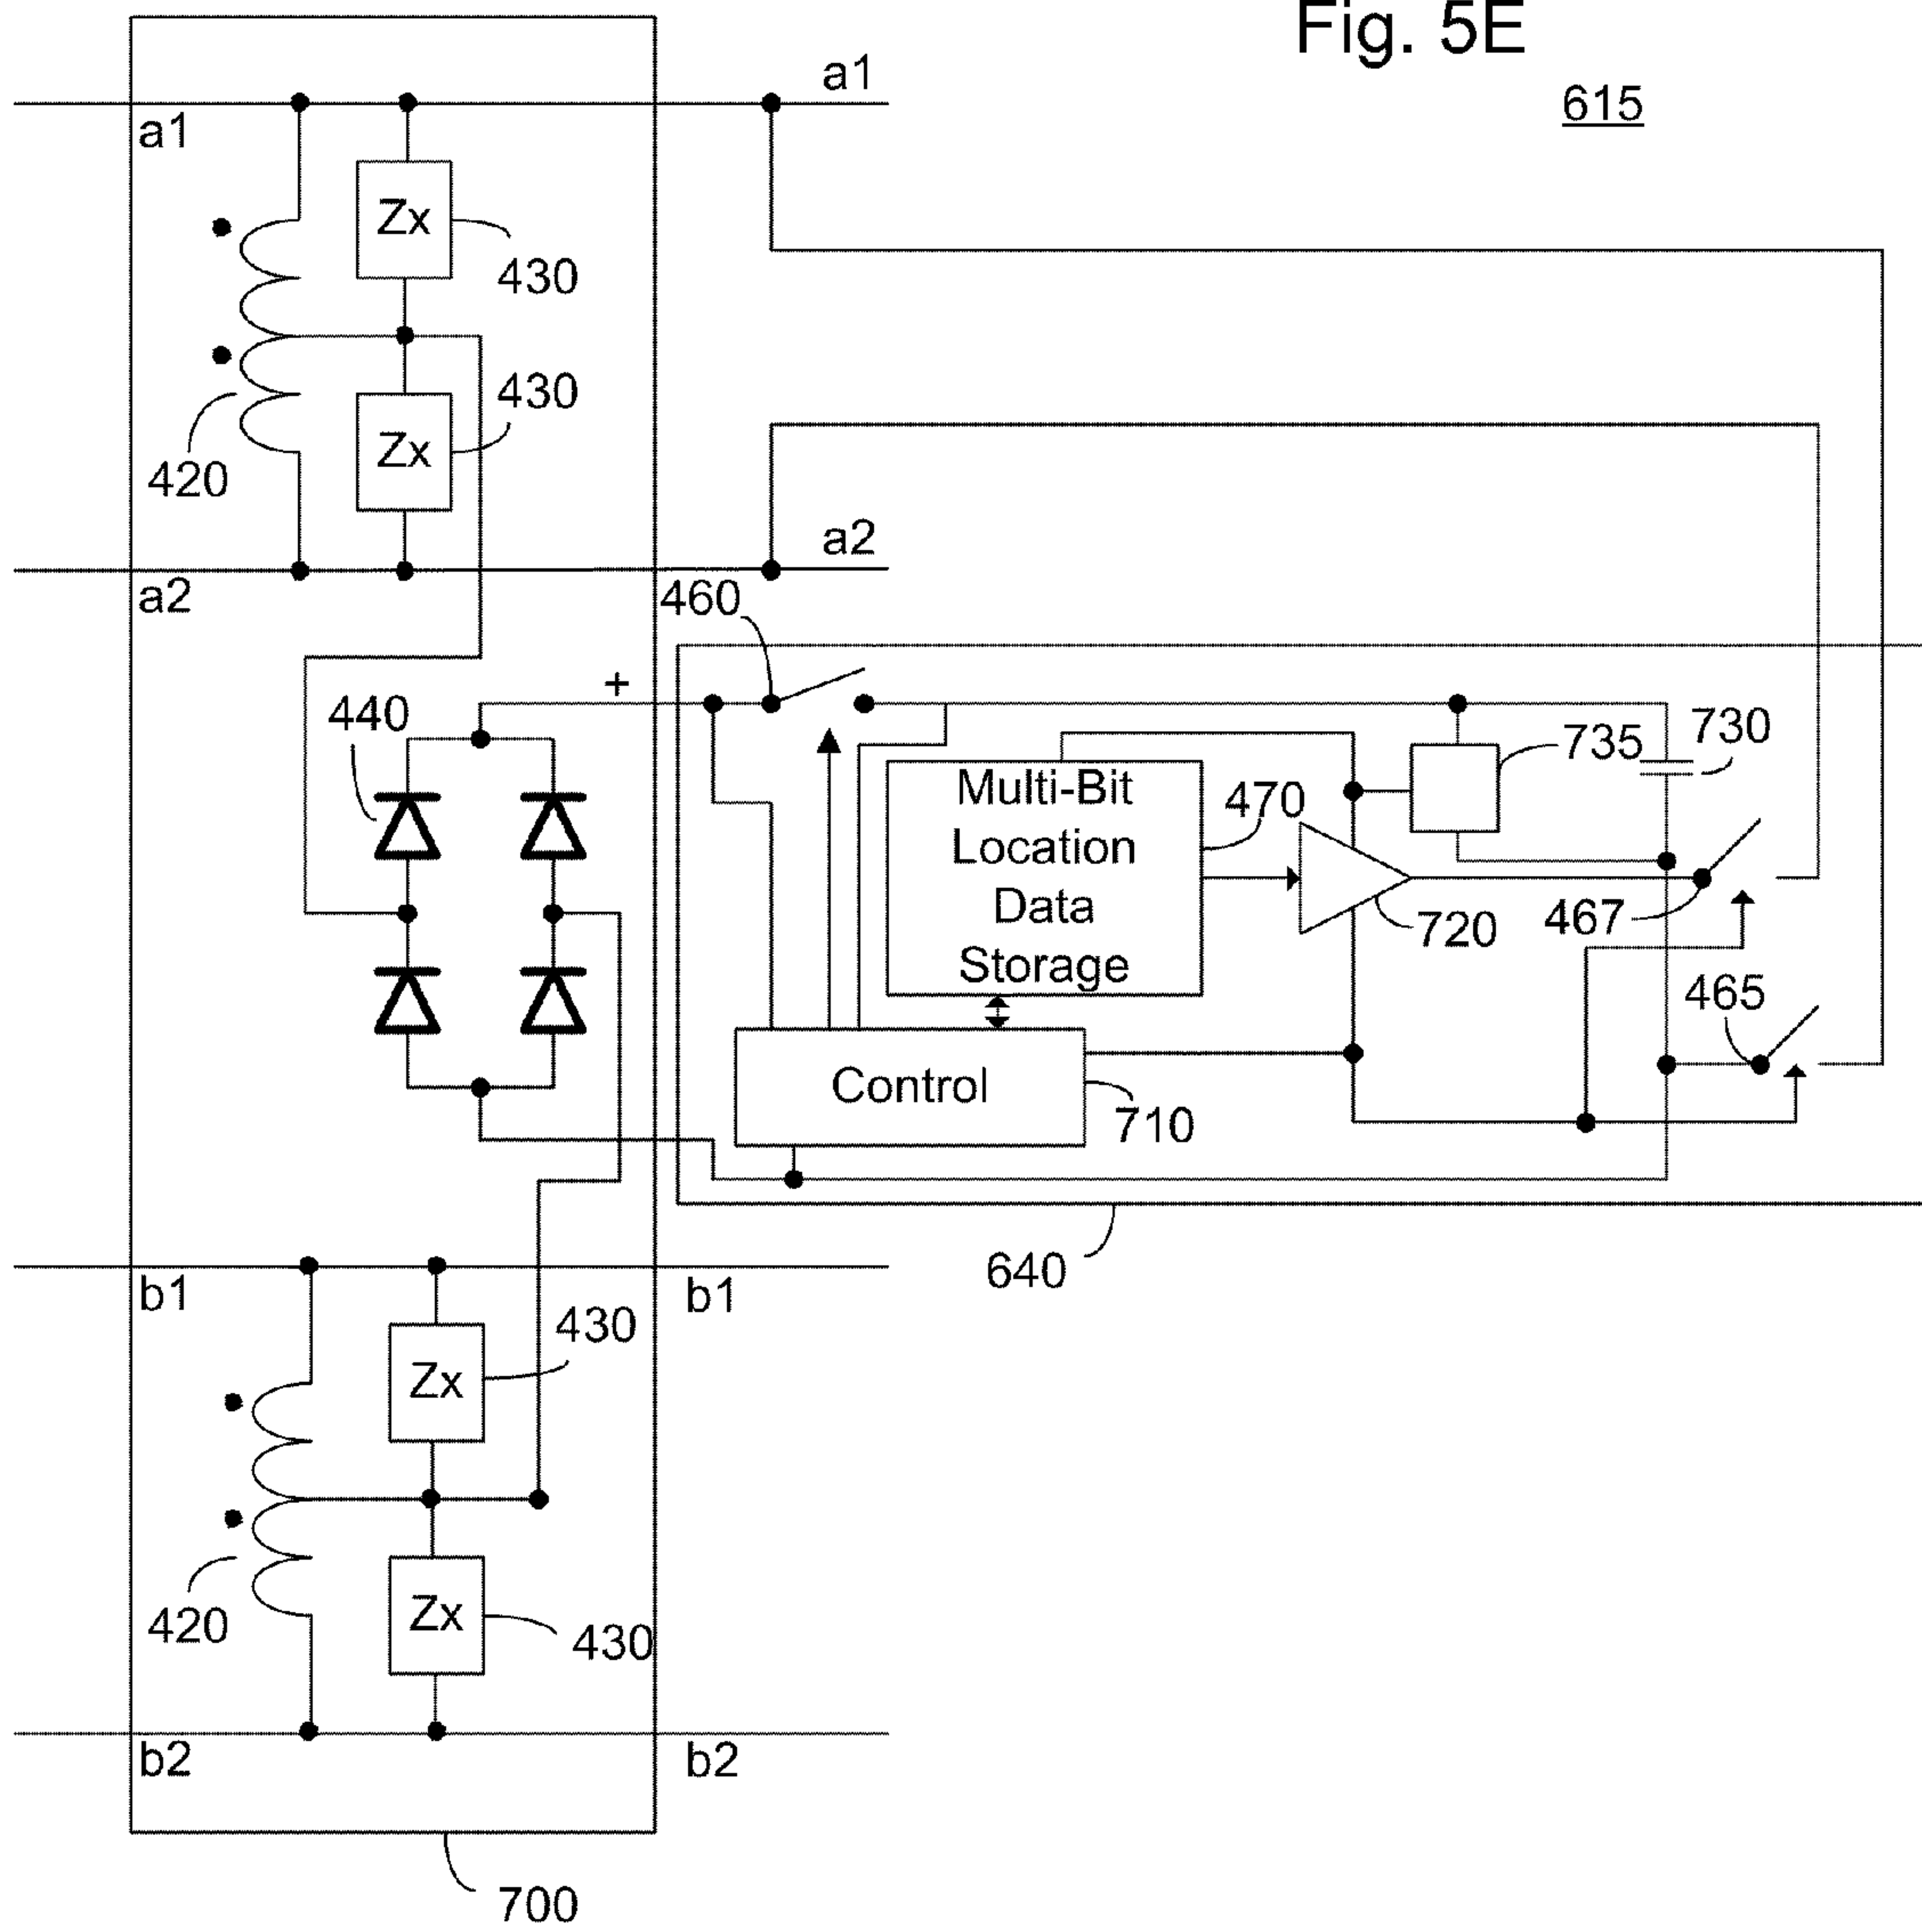 Fig. 5E
615
a1
a1
Zx
430
430
Zx
420
a2
a2
460
+
440
735
730
Multi-Bit
Location
Data
Storage
470
720
467
465
Control
710
640
b1
b1
430
Zx
420
Zx
430
b2
b2
700